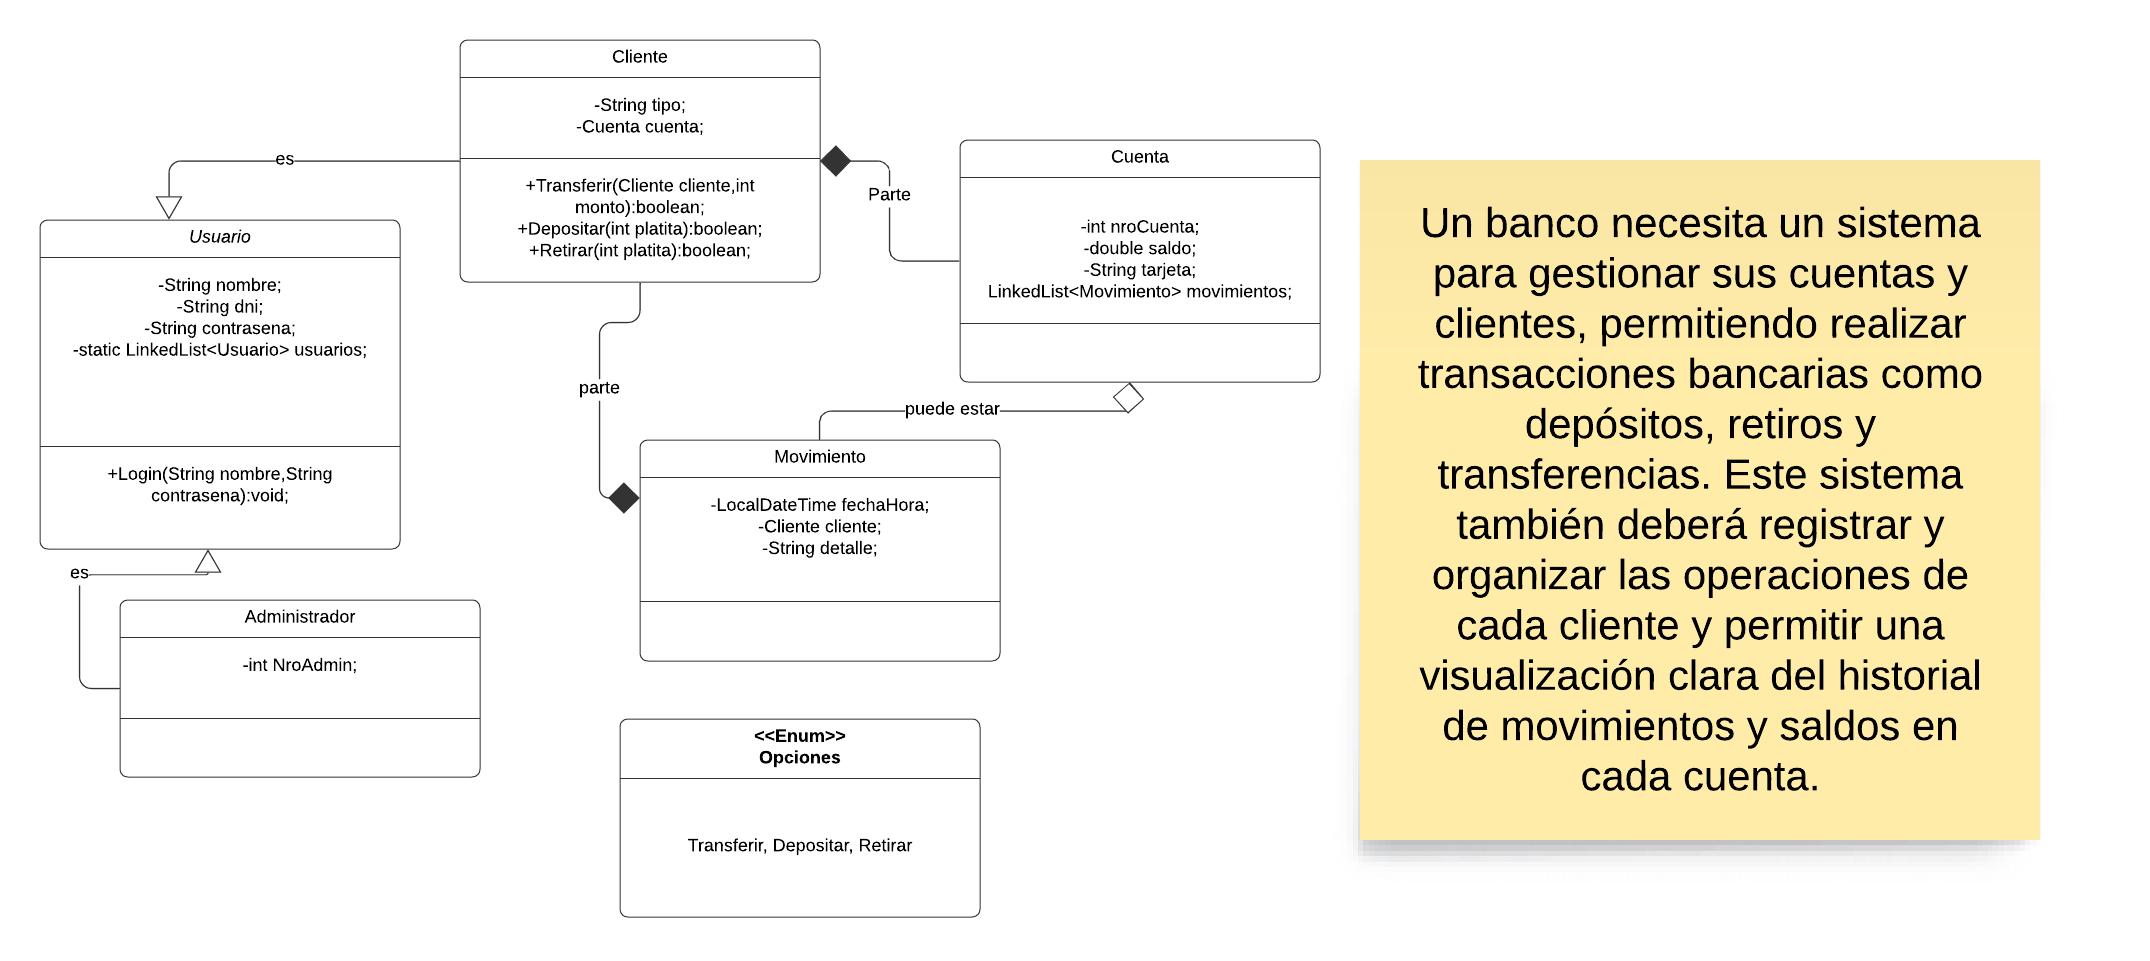 Cliente
-String tipo;
-Cuenta cuenta;
+Transferir(Cliente cliente,int
monto):boolean;
+Depositar(int platita):boolean;
+Retirar(int platita):boolean;
es
Parte
parte
Usuario
-String nombre;
-String dni;
-String contrasena;
-static LinkedList<Usuario> usuarios;
+Login(String nombre,String
contrasena):void;
es
Administrador
-int NroAdmin;
Cuenta
-int nroCuenta;
-double saldo;
-String tarjeta;
LinkedList<Movimiento> movimientos;
puede estar
Movimiento
-LocalDateTime fechaHora;
-Cliente cliente;
-String detalle;
<<Enum>>
Opciones
Transferir, Depositar, Retirar
Un banco necesita un sistema
para gestionar sus cuentas y
clientes, permitiendo realizar
transacciones bancarias como
depósitos, retiros y
transferencias. Este sistema
también deberá registrar y
organizar las operaciones de
cada cliente y permitir una
visualización clara del historial
de movimientos y saldos en
cada cuenta.